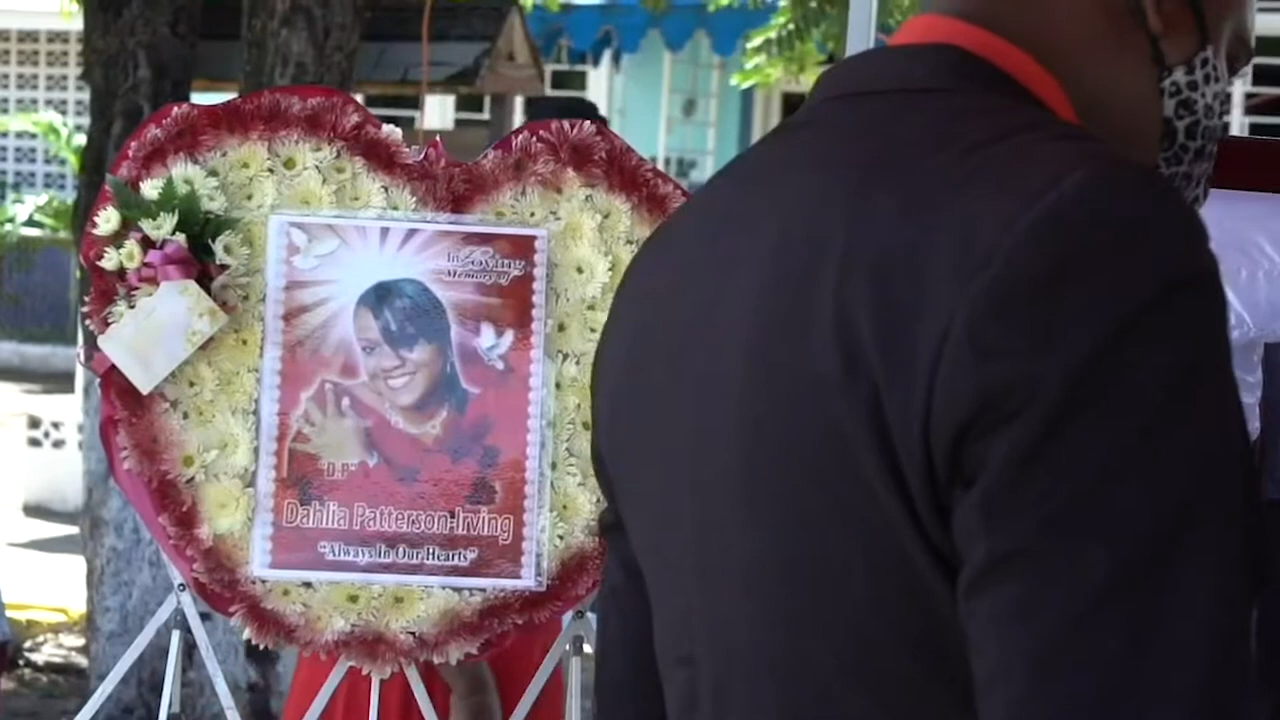 In Loving
Memory of
"D.P"
Dahlia Patterson-Irving
"Always In Our Hearts"